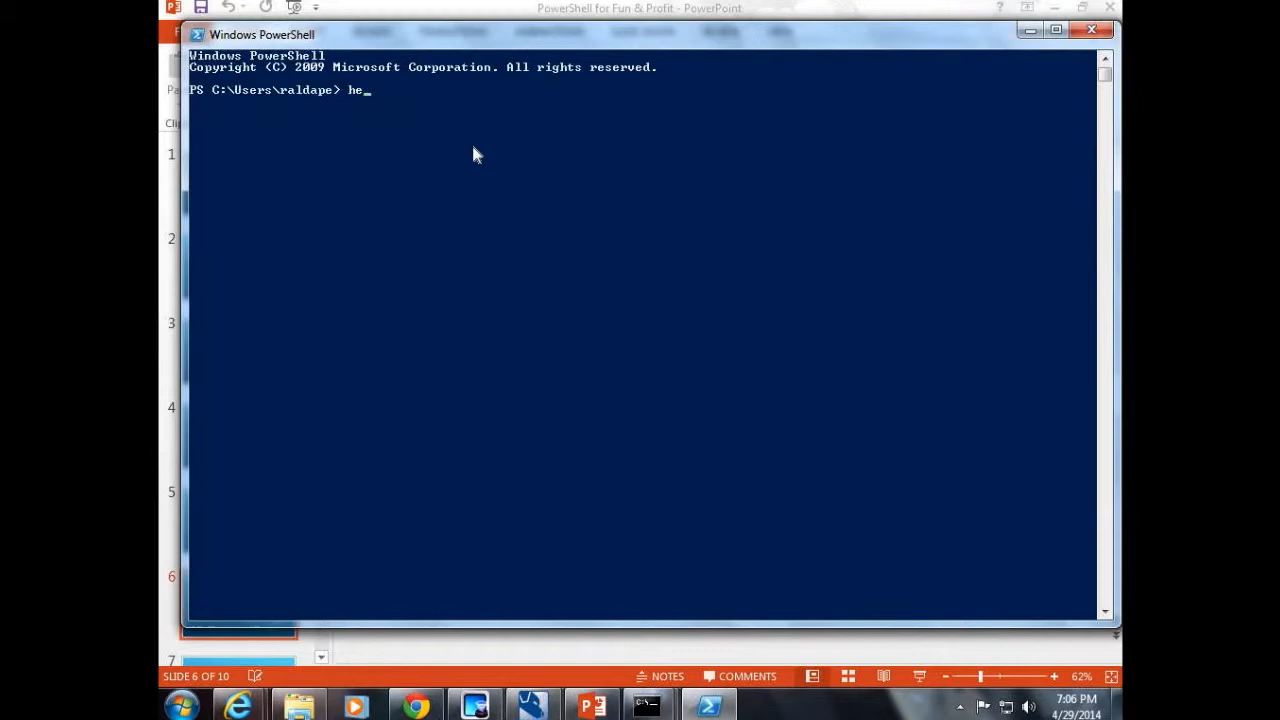 PowerShell for Fun & Profit - PowerPoint
Windows PowerShell
Windows PowerShell
Copyright (C) 2009 Microsoft Corporation. All rights reserved.
PS C:\Users\raldape> he_
1
2
3
4
5
6
7
SLIDE 6 OF 10
NOTES
COMMENTS
62%
7:06 PM
4/29/2014